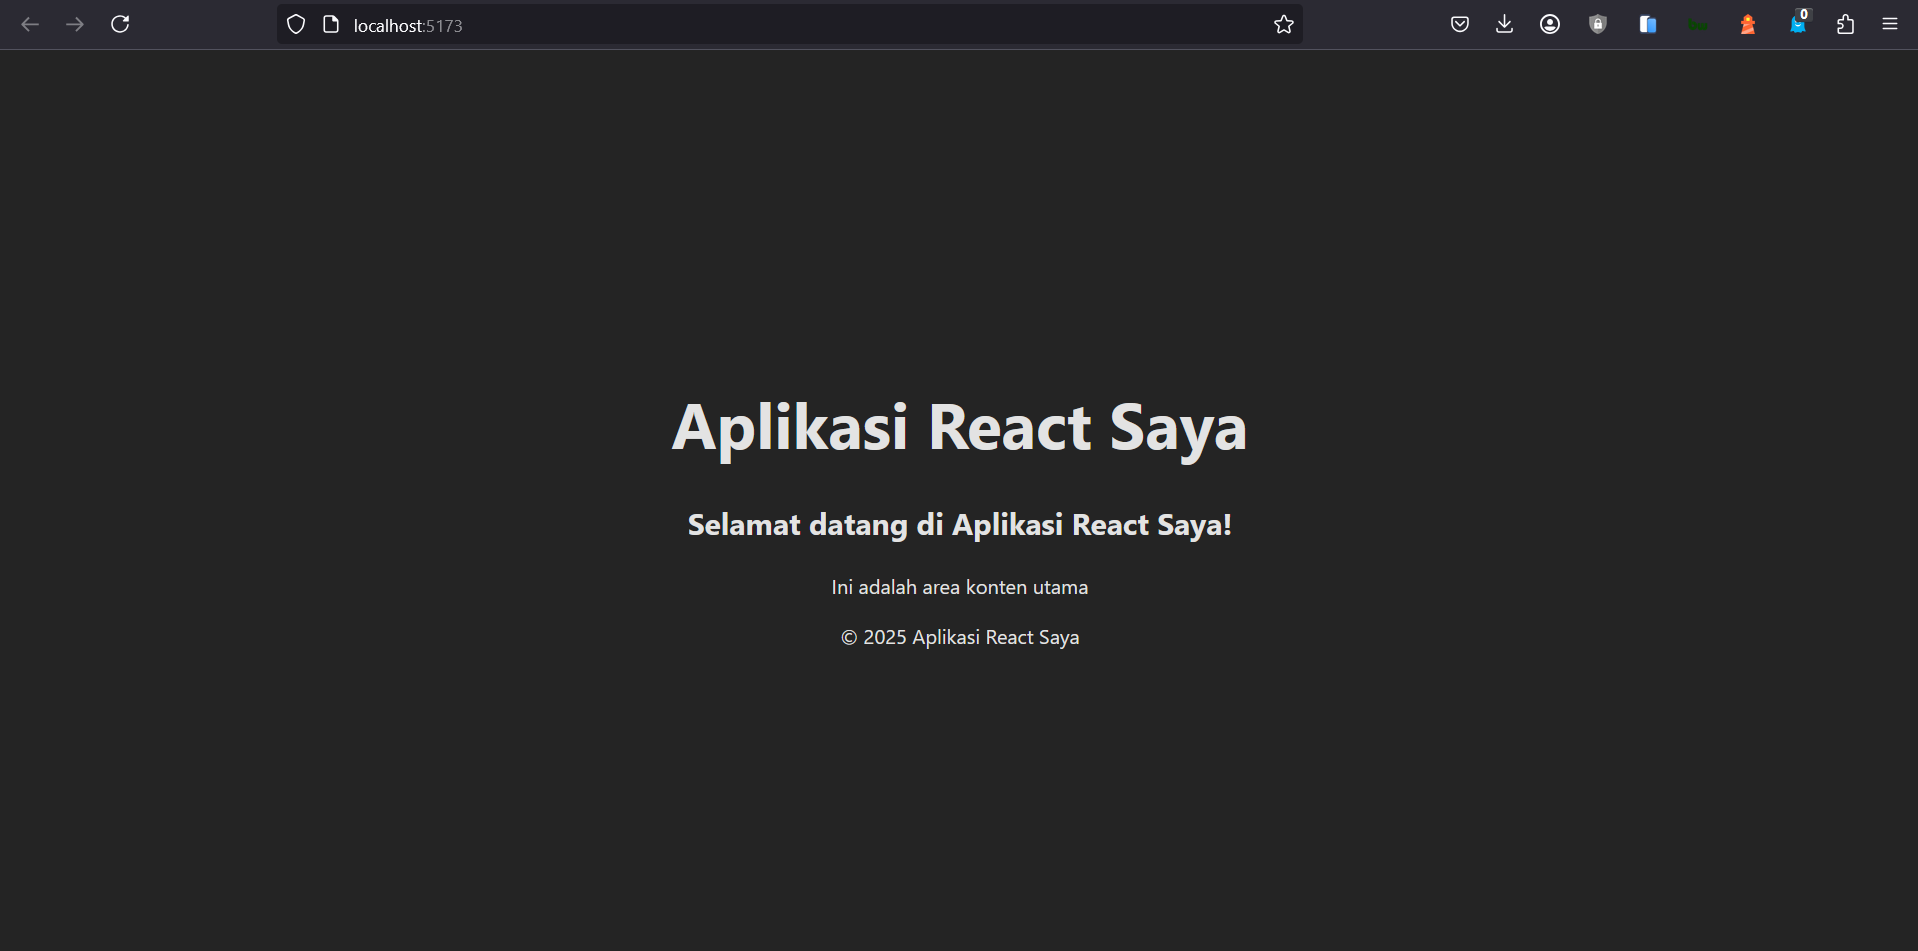 localhost:5173
0
Aplikasi React Saya
Selamat datang di Aplikasi React Saya!
Ini adalah area konten utama
© 2025 Aplikasi React Saya